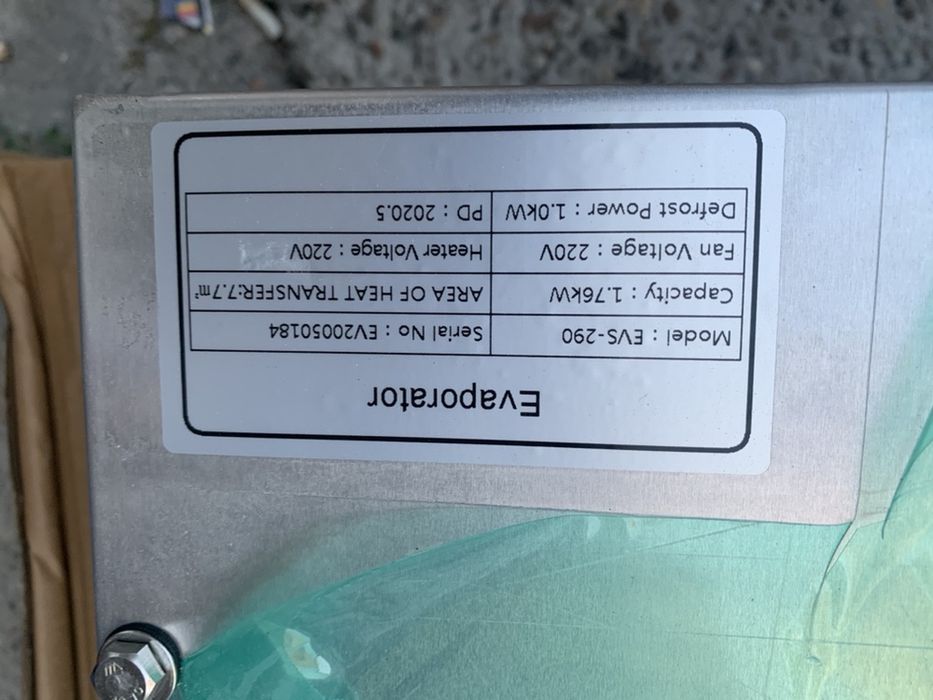 Evaporator
Model : EVS-290 Serial No : EV20050184
Capacity : 1.76kW AREA OF HEAT TRANSFER:7.7m²
Fan Voltage : 220V Heater Voltage : 220V
Defrost Power : 1.0kW PD : 2020.5